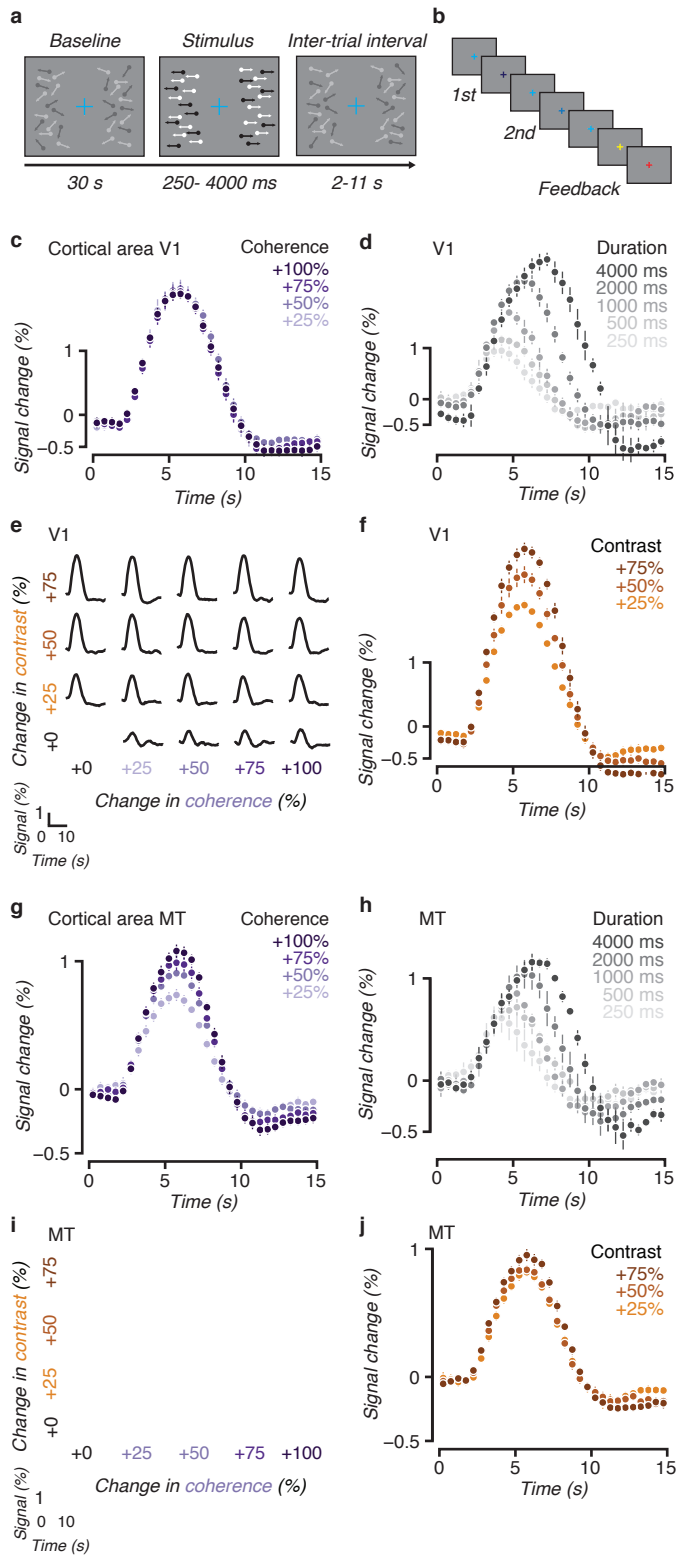 a
Baseline
Stimulus
Inter-trial interval
30 s
250- 4000 ms
2-11 s
b
1st
2nd
Feedback
c
Cortical area V1
Coherence
+100%
+75%
+50%
+25%
Signal change (%)
1
0
−0.5
0
5
10
15
Time (s)
d
V1
Duration
4000 ms
2000 ms
1000 ms
500 ms
250 ms
Signal change (%)
1
0
−0.5
0
5
10
15
Time (s)
e
V1
Change in contrast (%)
+75
+50
+25
+0
+0
+25
+50
+75
+100
Change in coherence (%)
Signal (%)
1
0
10
Time (s)
f
V1
Contrast
+75%
+50%
+25%
Signal change (%)
1
0
−0.5
0
5
10
15
Time (s)
g
Cortical area MT
Coherence
+100%
+75%
+50%
+25%
Signal change (%)
1
0
−0.5
0
5
10
15
Time (s)
h
MT
Duration
4000 ms
2000 ms
1000 ms
500 ms
250 ms
Signal change (%)
1
0
−0.5
0
5
10
15
Time (s)
i
MT
Change in contrast (%)
+75
+50
+25
+0
+0
+25
+50
+75
+100
Change in coherence (%)
Signal (%)
1
0
10
Time (s)
j
MT
Contrast
+75%
+50%
+25%
Signal change (%)
1
0
−0.5
0
5
10
15
Time (s)